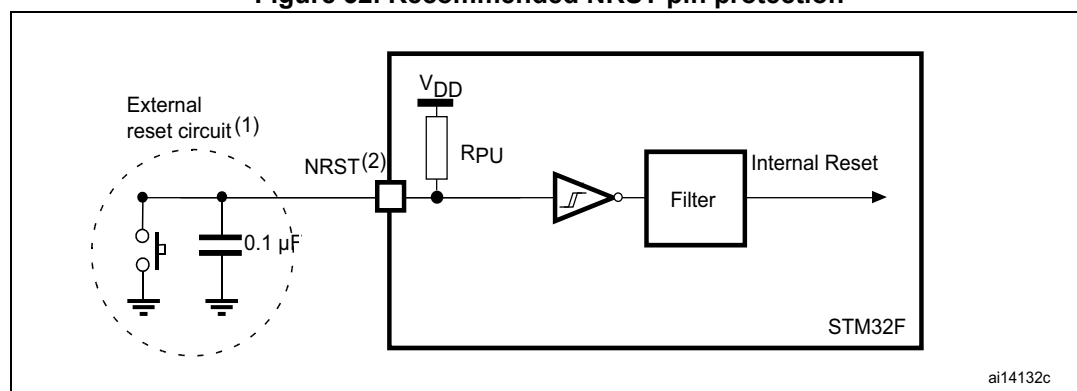 Figure 32. Recommended NRST pin protection
VDD
External
reset circuit(1)
NRST(2)
RPU
Internal Reset
Filter
0.1 µF
STM32F
ai14132c